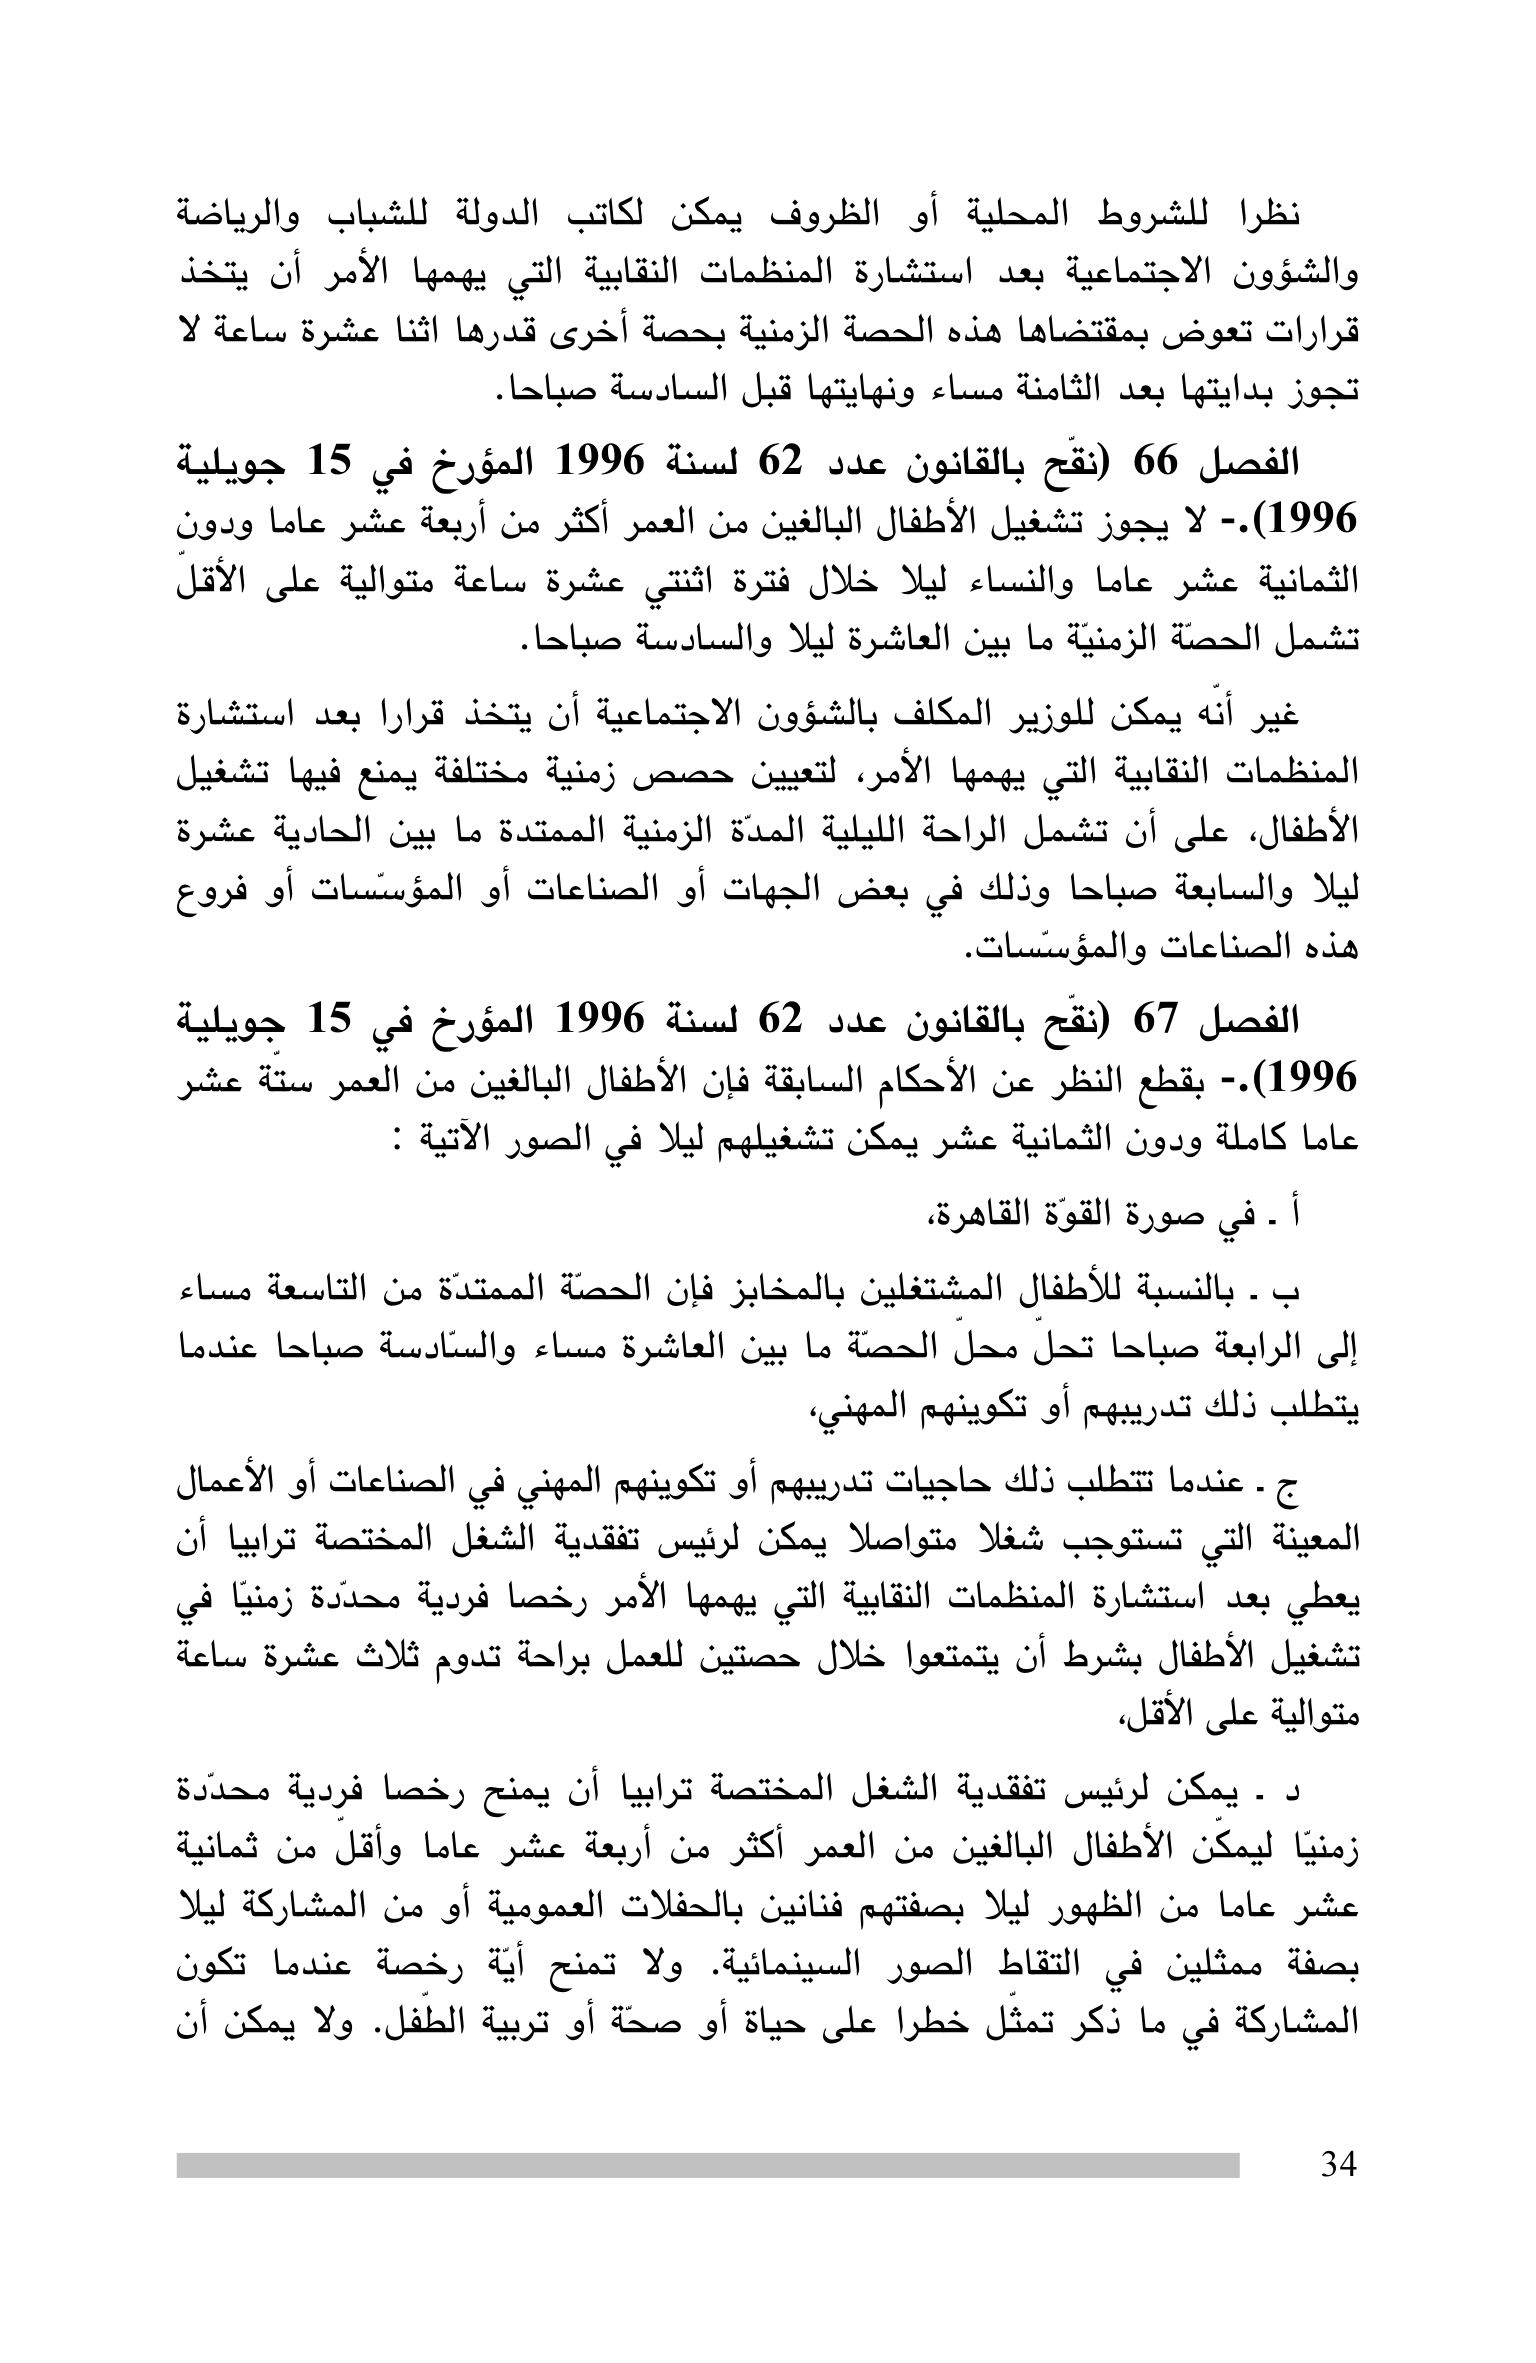 نظرا للشروط المحلية أو الظروف يمكن لكاتب الدولة للشباب والرياضة
والشؤون الاجتماعية بعد استشارة المنظمات النقابية التي يهمها الأمر أن يتخذ
قرارات تعوض بمقتضاها هذه الحصة الزمنية بحصة أخرى قدرها اثنا عشرة ساعة لا
تجوز بدايتها بعد الثامنة مساء ونهايتها قبل السادسة صباحا.
الفصل 66 (نقّح بالقانون عدد 62 لسنة 1996 المؤرخ في 15 جويلية
1996).- لا يجوز تشغيل الأطفال البالغين من العمر أكثر من أربعة عشر عاما ودون
الثمانية عشر عاما والنساء ليلا خلال فترة اثنتي عشرة ساعة متوالية على الأقلّ
تشمل الحصّة الزمنيّة ما بين العاشرة ليلا والسادسة صباحا.
غير أنّه يمكن للوزير المكلف بالشؤون الاجتماعية أن يتخذ قرارا بعد استشارة
المنظمات النقابية التي يهمها الأمر، لتعيين حصص زمنية مختلفة يمنع فيها تشغيل
الأطفال، على أن تشمل الراحة الليلية المدّة الزمنية الممتدة ما بين الحادية عشرة
ليلا والسابعة صباحا وذلك في بعض الجهات أو الصناعات أو المؤسّسات أو فروع
هذه الصناعات والمؤسّسات.
الفصل 67 (نقّح بالقانون عدد 62 لسنة 1996 المؤرخ في 15 جويلية
1996).- بقطع النظر عن الأحكام السابقة فإن الأطفال البالغين من العمر ستّة عشر
عاما كاملة ودون الثمانية عشر يمكن تشغيلهم ليلا في الصور الآتية :
أ ـ في صورة القوّة القاهرة،
ب ـ بالنسبة للأطفال المشتغلين بالمخابز فإن الحصّة الممتدّة من التاسعة مساء
إلى الرابعة صباحا تحلّ محلّ الحصّة ما بين العاشرة مساء والسّادسة صباحا عندما
يتطلب ذلك تدريبهم أو تكوينهم المهني،
ج ـ عندما تتطلب ذلك حاجيات تدريبهم أو تكوينهم المهني في الصناعات أو الأعمال
المعينة التي تستوجب شغلا متواصلا يمكن لرئيس تفقدية الشغل المختصة ترابيا أن
يعطي بعد استشارة المنظمات النقابية التي يهمها الأمر رخصا فردية محدّدة زمنيّا في
تشغيل الأطفال بشرط أن يتمتعوا خلال حصتين للعمل براحة تدوم ثلاث عشرة ساعة
متوالية على الأقل،
د ـ يمكن لرئيس تفقدية الشغل المختصة ترابيا أن يمنح رخصا فردية محدّدة
زمنيّا ليمكّن الأطفال البالغين من العمر أكثر من أربعة عشر عاما وأقلّ من ثمانية
عشر عاما من الظهور ليلا بصفتهم فنانين بالحفلات العمومية أو من المشاركة ليلا
بصفة ممثلين في التقاط الصور السينمائية. ولا تمنح أيّة رخصة عندما تكون
المشاركة في ما ذكر تمثّل خطرا على حياة أو صحّة أو تربية الطّفل. ولا يمكن أن
34